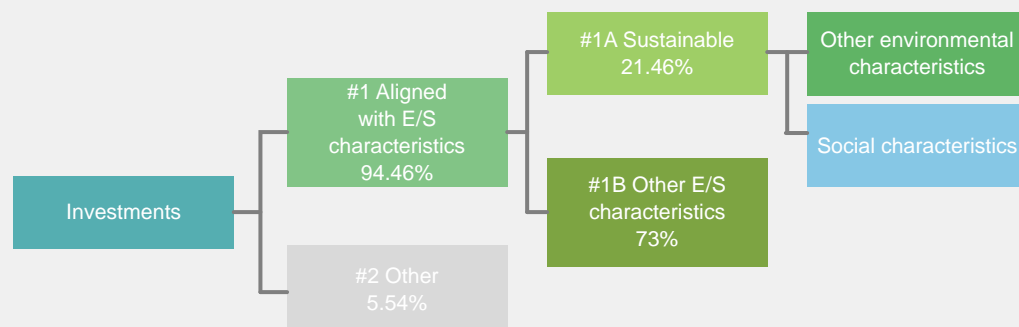 Investments
#1 Aligned
with E/S
characteristics
94.46%
#2 Other
5.54%
#1A Sustainable
21.46%
#1B Other E/S
characteristics
73%
Other environmental
characteristics
Social characteristics